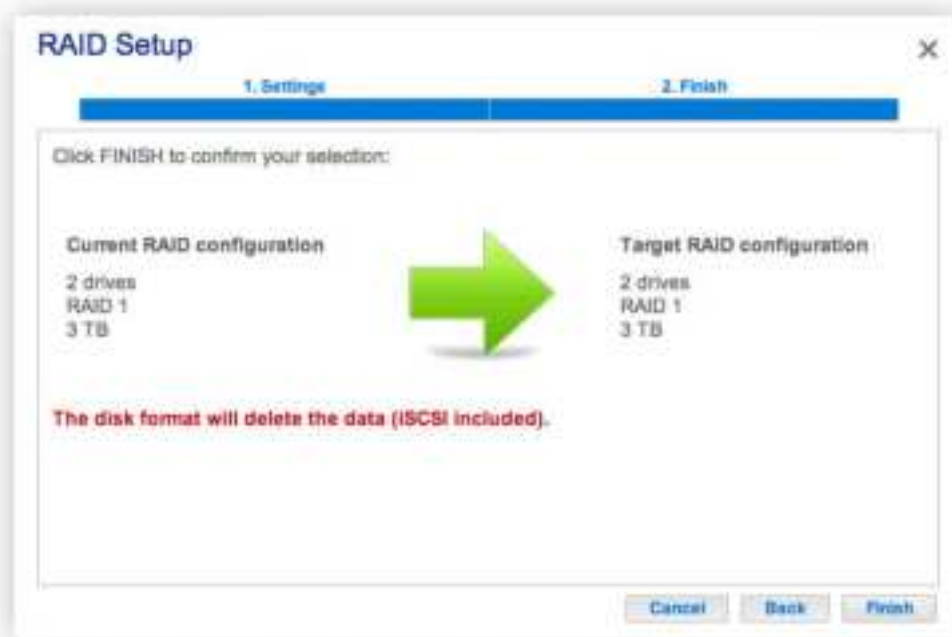 RAID Setup
1. Settings
2. Finish
Click FINISH to confirm your selection:
Current RAID configuration
2 drives
RAID 1
3 TB
Target RAID configuration
2 drives
RAID 1
3 TB
The disk format will delete the data (iSCSI included).
Cancel
Back
Finish